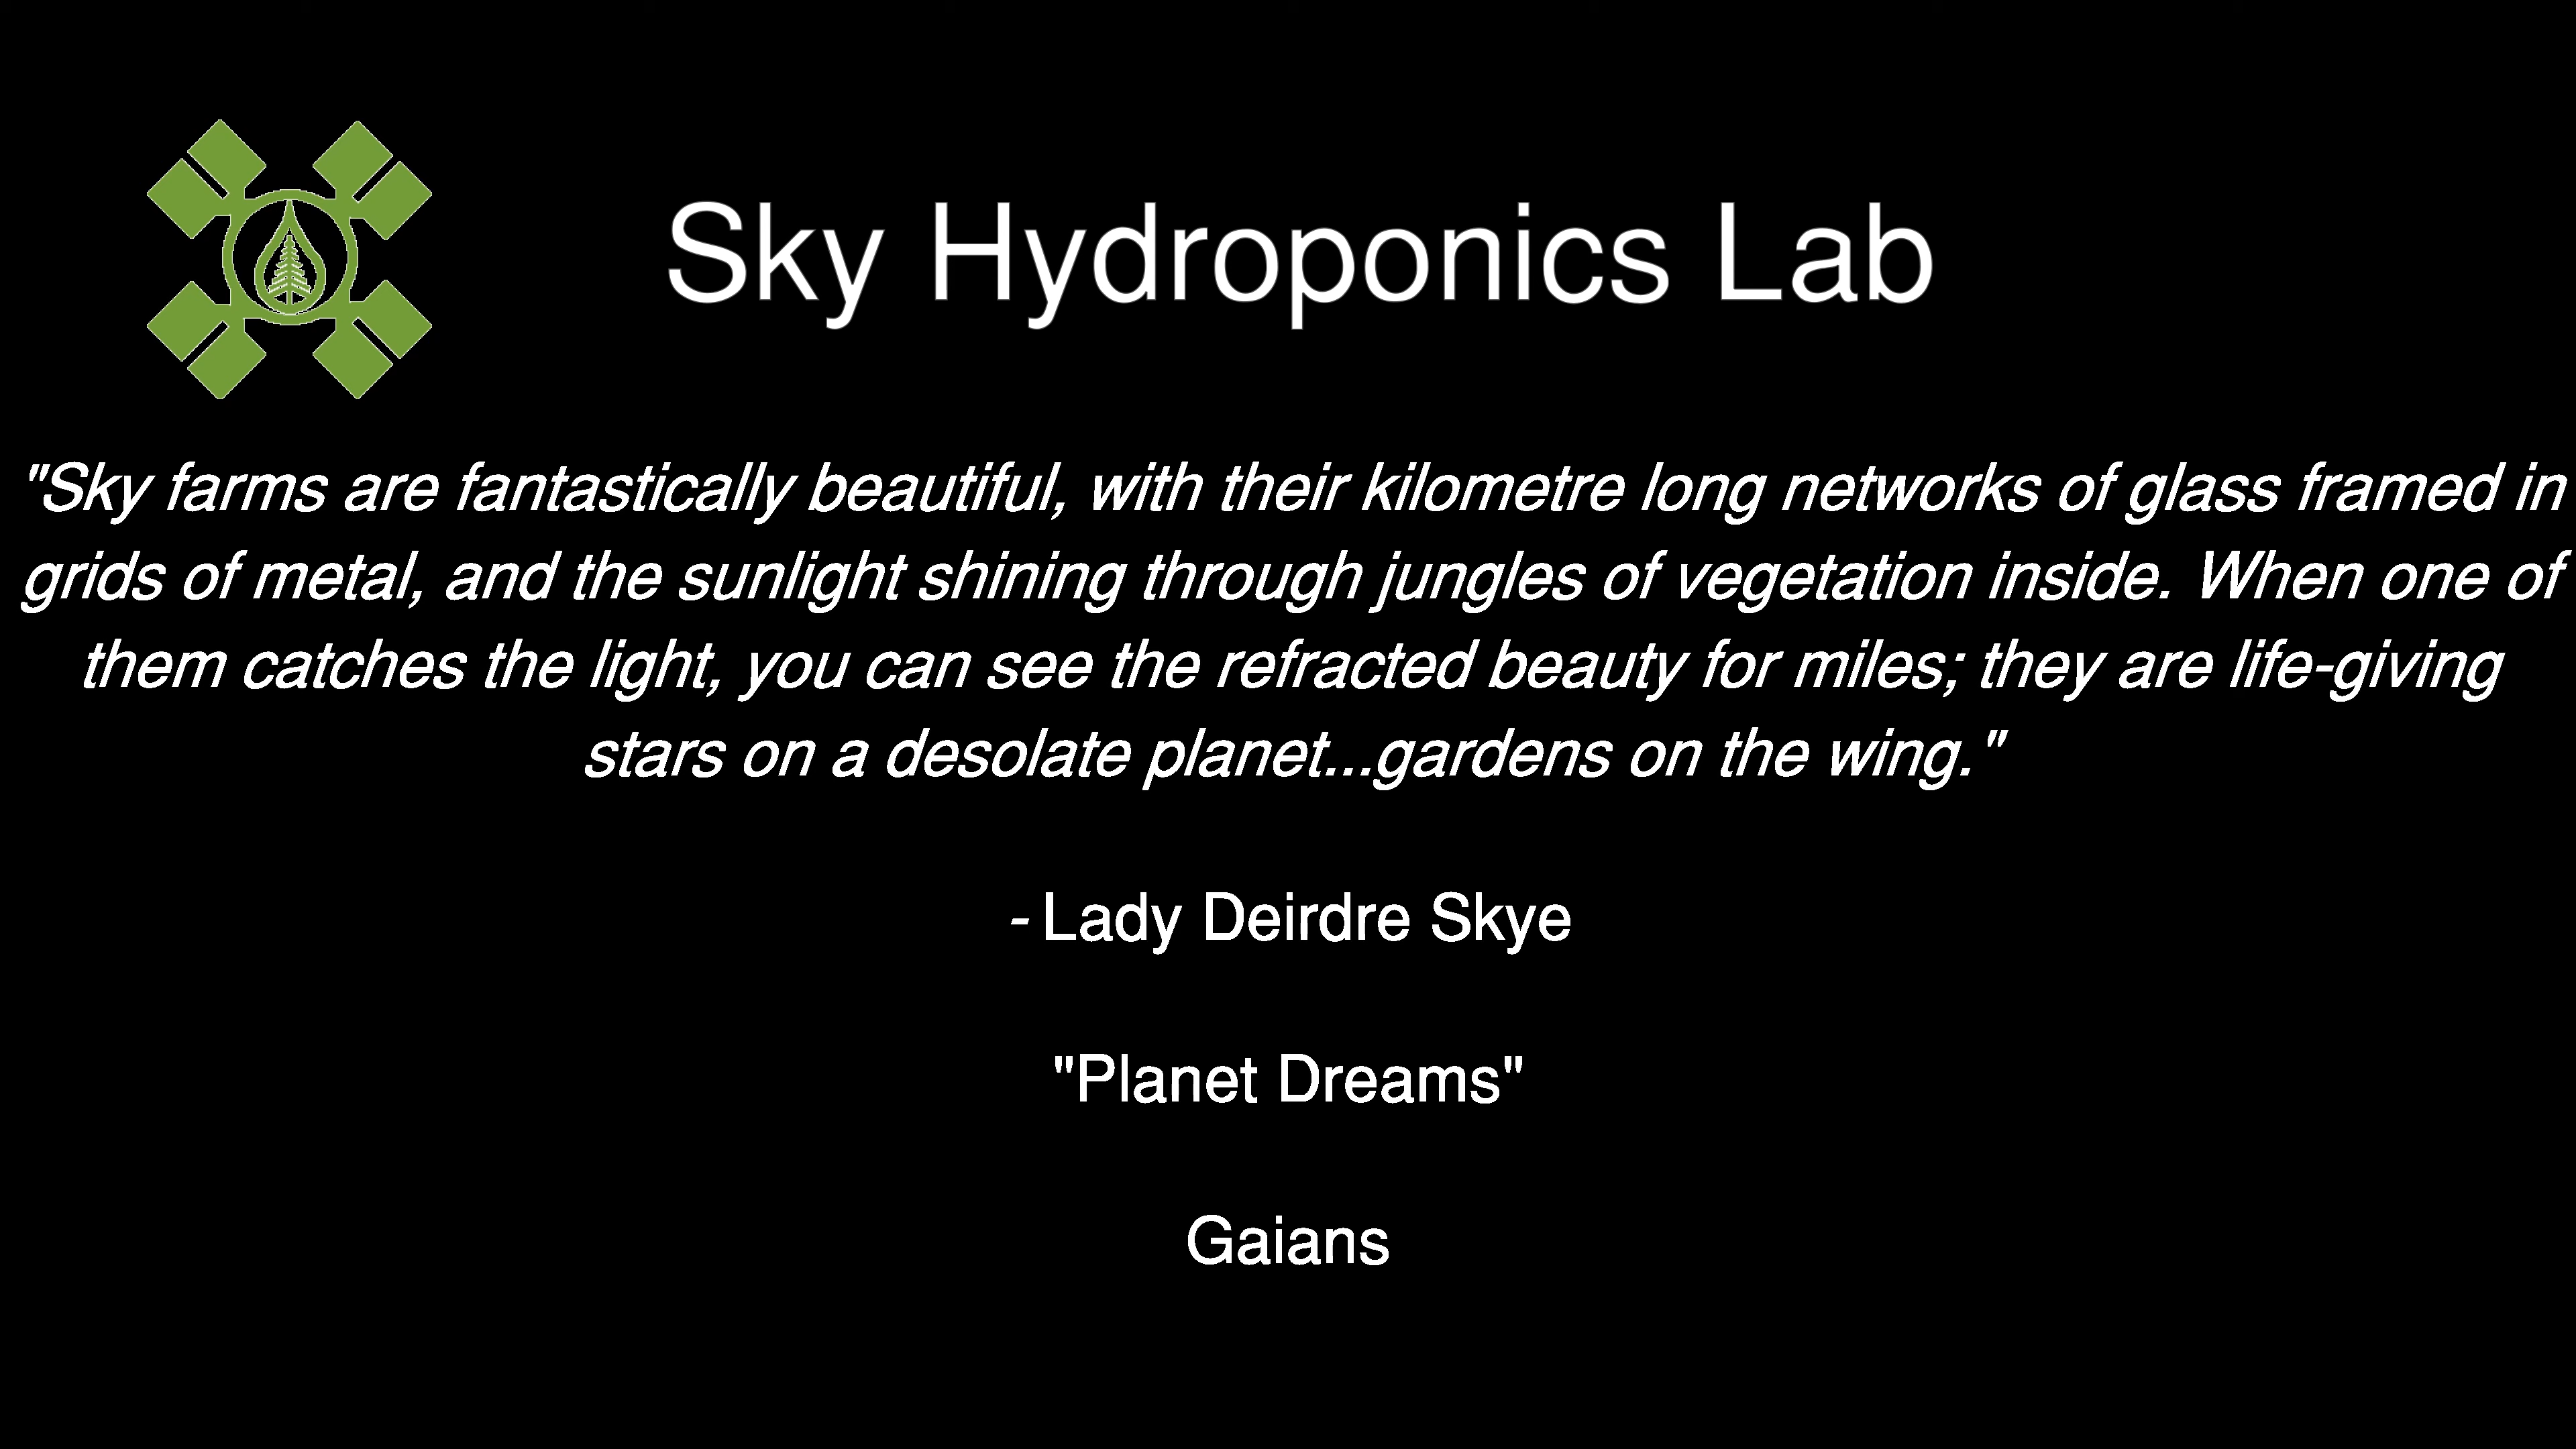 Sky Hydroponics Lab
"Sky farms are fantastically beautiful, with their kilometre long networks of glass framed in
grids of metal, and the sunlight shining through jungles of vegetation inside. When one of
them catches the light, you can see the refracted beauty for miles; they are life-giving
stars on a desolate planet...gardens on the wing."
- Lady Deirdre Skye
"Planet Dreams"
Gaians